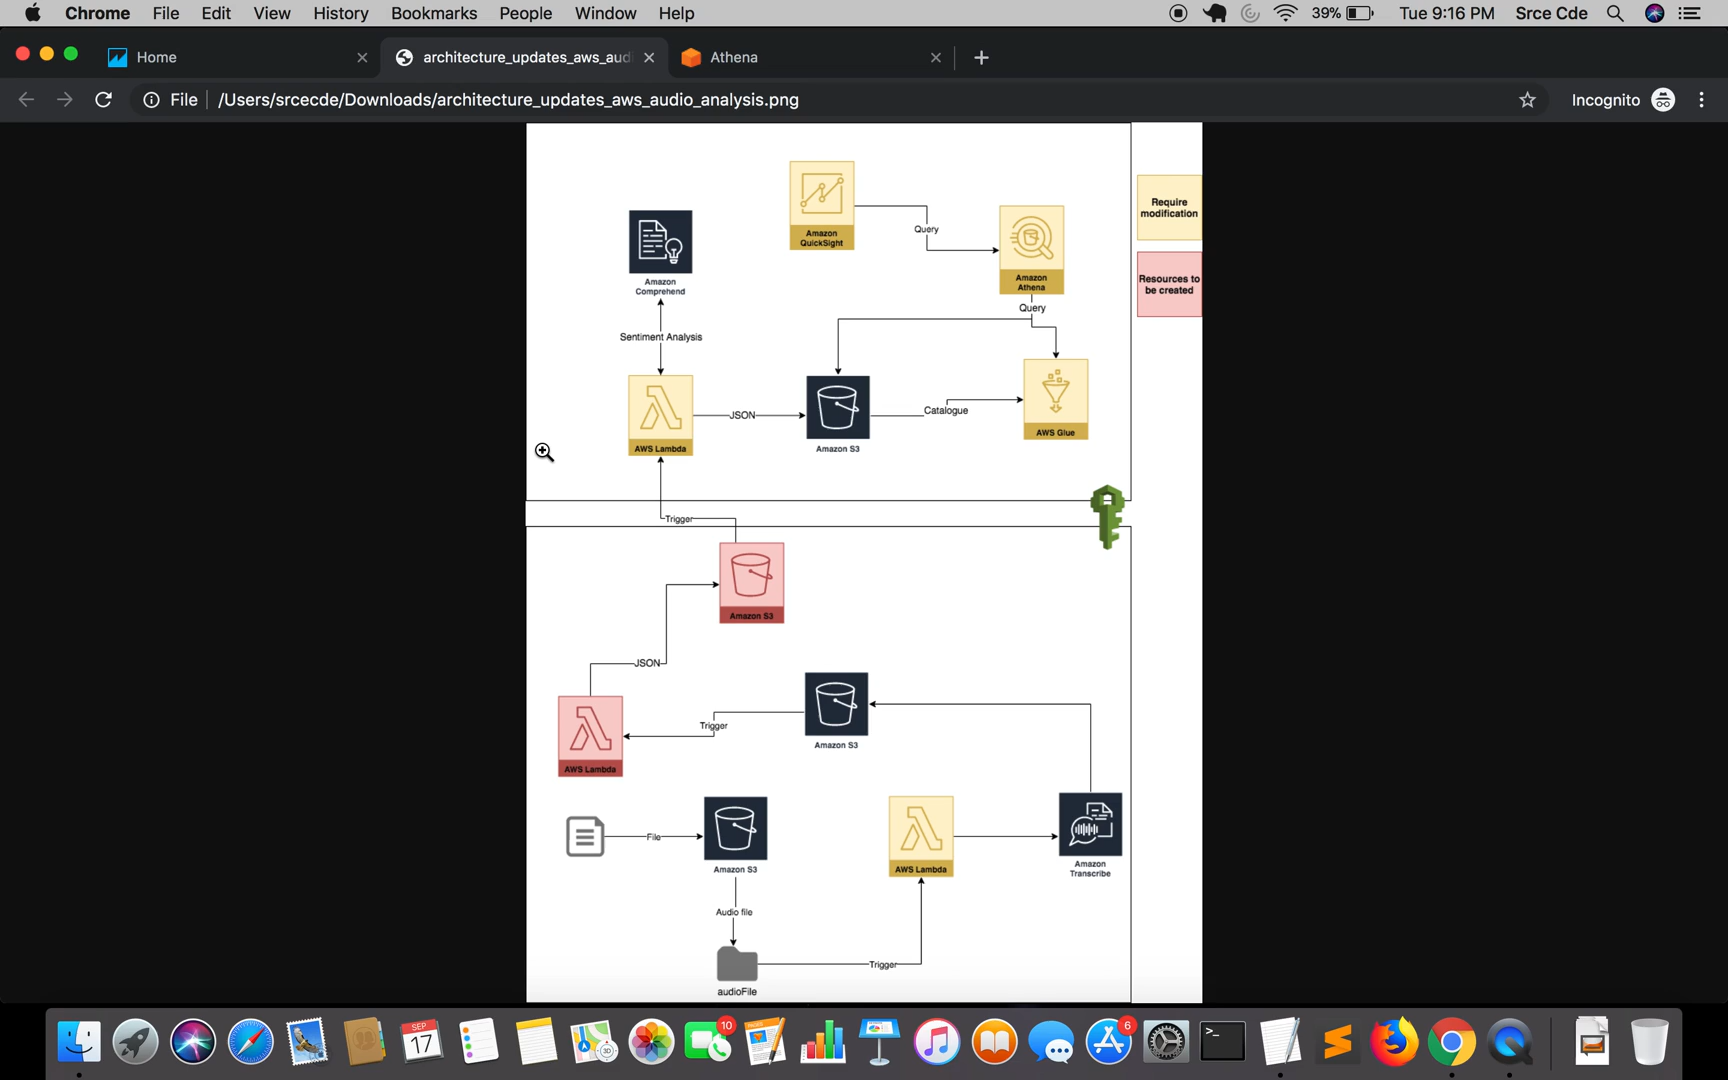 Chrome File Edit View History Bookmarks People Window Help 39% Tue 9:16 PM Srce Cde
Home architecture_updates_aws_aud Athena
File /Users/srcecde/Downloads/architecture_updates_aws_audio_analysis.png Incognito
Require
modification
Resources to
be created
Amazon
QuickSight
Query
Amazon
Athena
Query
Amazon
Comprehend
Sentiment Analysis
AWS Lambda
JSON
Amazon S3
Catalogue
AWS Glue
Trigger
Amazon S3
JSON
AWS Lambda
Trigger
Amazon S3
File
Amazon S3
Audio file
audioFile
Trigger
AWS Lambda
Amazon
Transcribe
SEP
17
3D
10
6
>_